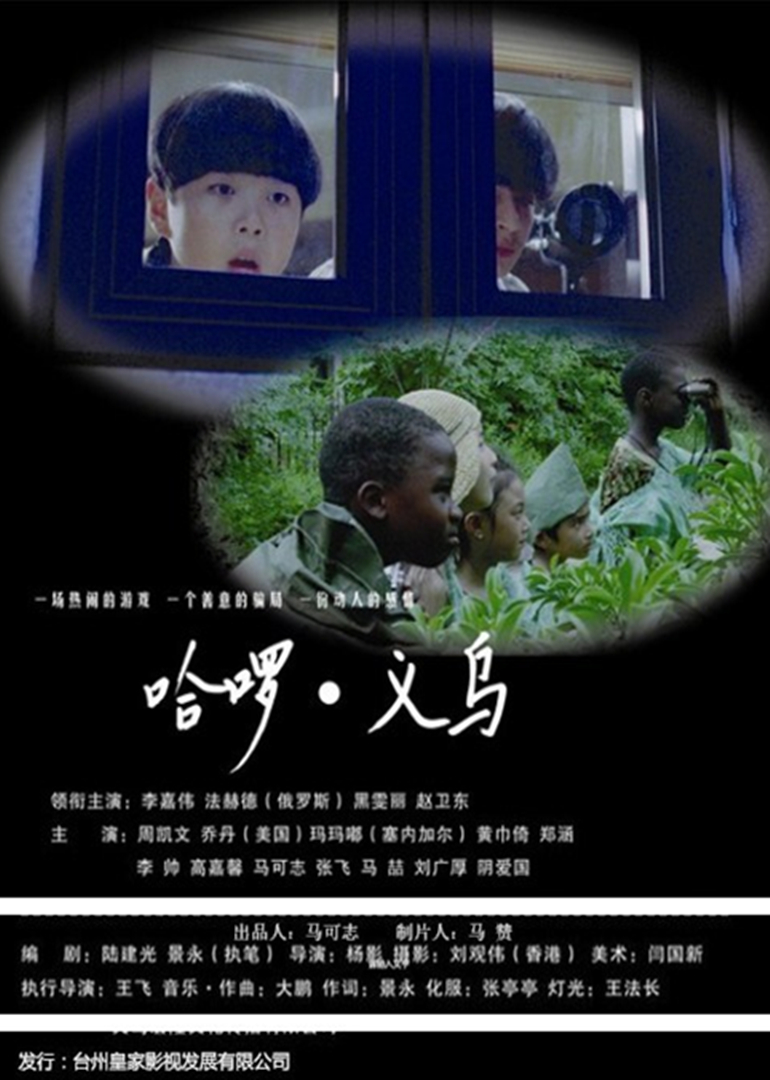 一场热闹的游戏 一个善意的骗局 一份动人的感情
哈啰·义乌
领衔主演：李嘉伟 法赫德（俄罗斯）黑雯丽 赵卫东
主 演：周凯文 乔丹（美国）玛玛嘟（塞内加尔）黄巾倚 郑涵
李 帅 高嘉馨 马可志 张飞 马 喆 刘广厚 阴爱国
出品人：马可志 制片人：马 赞
编 剧：陆建光 景永（执笔） 导演：杨影 摄影：刘观伟（香港） 美术：闫国新
执行导演：王飞 音乐·作曲：大鹏 作词：景永 化服：张亭亭 灯光：王法长
发行：台州皇家影视发展有限公司